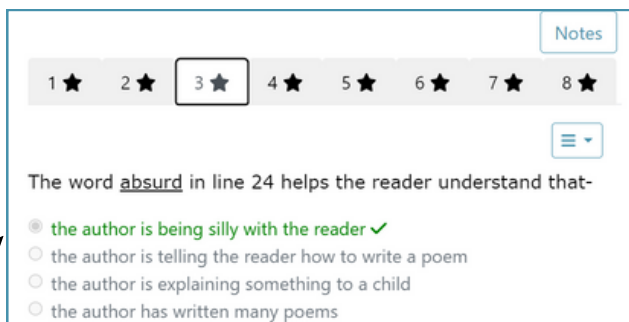 Notes
1 ★ 2 ★ 3 ★ 4 ★ 5 ★ 6 ★ 7 ★ 8 ★
The word absurd in line 24 helps the reader understand that-
the author is being silly with the reader ✓
the author is telling the reader how to write a poem
the author is explaining something to a child
the author has written many poems